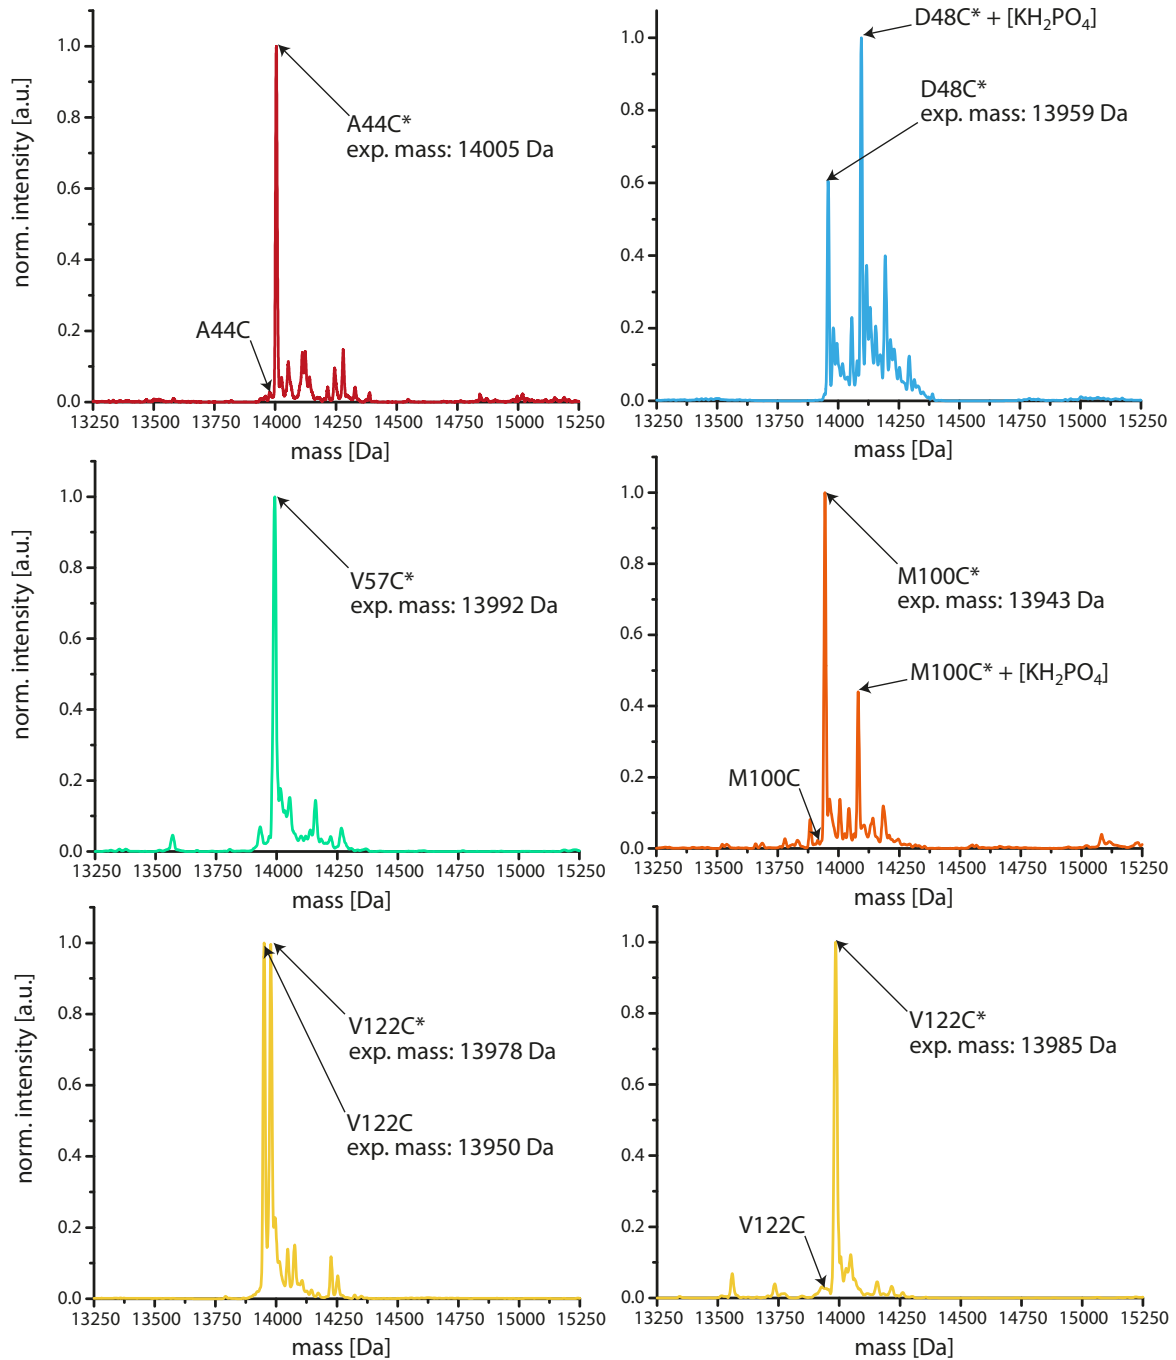 norm. intensity [a.u.]
1.0
0.8
0.6
0.4
0.2
0.0
A44C*
exp. mass: 14005 Da
A44C
13250 13500 13750 14000 14250 14500 14750 15000 15250
mass [Da]
1.0
0.8
0.6
0.4
0.2
0.0
D48C* + [KH₂PO₄]
D48C*
exp. mass: 13959 Da
13250 13500 13750 14000 14250 14500 14750 15000 15250
mass [Da]
norm. intensity [a.u.]
1.0
0.8
0.6
0.4
0.2
0.0
V57C*
exp. mass: 13992 Da
13250 13500 13750 14000 14250 14500 14750 15000 15250
mass [Da]
1.0
0.8
0.6
0.4
0.2
0.0
M100C*
exp. mass: 13943 Da
M100C* + [KH₂PO₄]
M100C
13250 13500 13750 14000 14250 14500 14750 15000 15250
mass [Da]
norm. intensity [a.u.]
1.0
0.8
0.6
0.4
0.2
0.0
V122C*
exp. mass: 13978 Da
V122C
exp. mass: 13950 Da
13250 13500 13750 14000 14250 14500 14750 15000 15250
mass [Da]
1.0
0.8
0.6
0.4
0.2
0.0
V122C*
exp. mass: 13985 Da
V122C
13250 13500 13750 14000 14250 14500 14750 15000 15250
mass [Da]